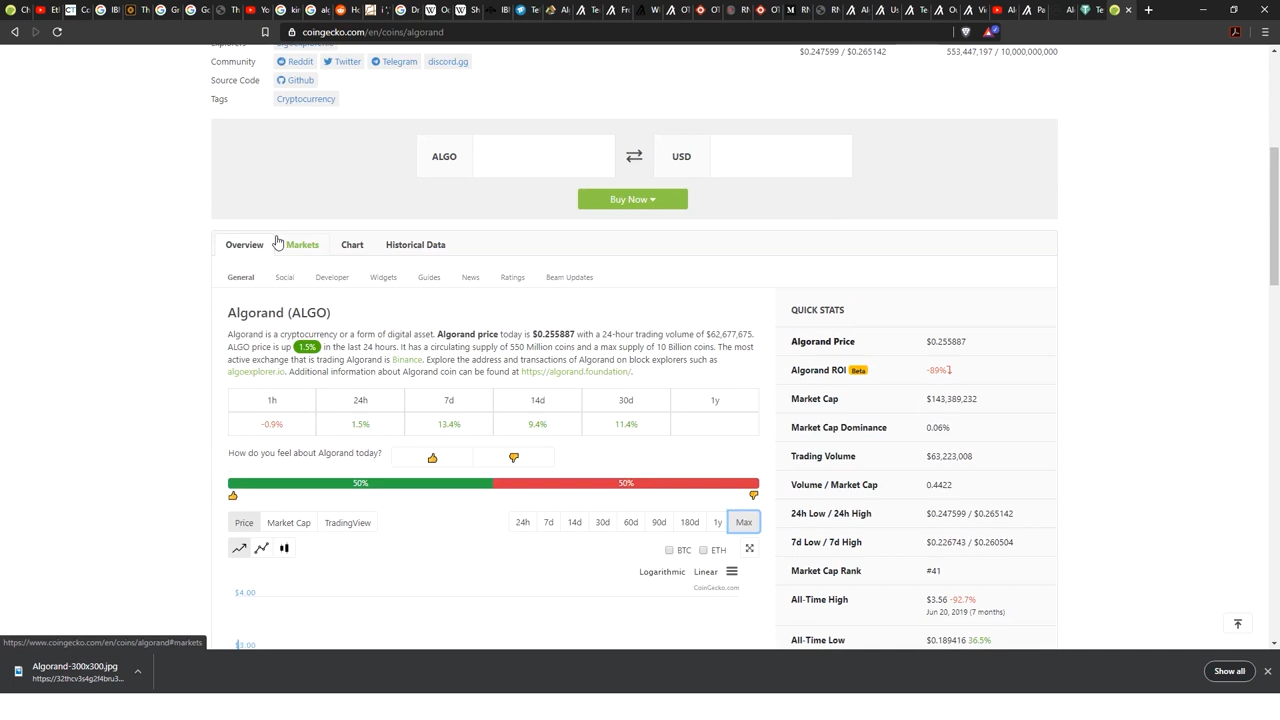 coingecko.com/en/coins/algorand
Community Reddit Twitter Telegram discord.gg
$0.247599 / $0.265142 553,447,197 / 10,000,000,000
Source Code Github
Tags Cryptocurrency
ALGO USD
Buy Now
Overview Markets Chart Historical Data
General Social Developer Widgets Guides News Ratings Beam Updates
Algorand (ALGO)
Algorand is a cryptocurrency or a form of digital asset. Algorand price today is $0.255887 with a 24-hour trading volume of $62,677,675.
ALGO price is up 1.5% in the last 24 hours. It has a circulating supply of 550 Million coins and a max supply of 10 Billion coins. The most
active exchange that is trading Algorand is Binance. Explore the address and transactions of Algorand on block explorers such as
algoexplorer.io. Additional information about Algorand coin can be found at https://algorand.foundation/.
1h 24h 7d 14d 30d 1y
-0.9% 1.5% 13.4% 9.4% 11.4%
How do you feel about Algorand today?
50% 50%
Price Market Cap TradingView 24h 7d 14d 30d 60d 90d 180d 1y Max
BTC ETH
Logarithmic Linear
CoinGecko.com
$4.00
$3.00
QUICK STATS
Algorand Price $0.255887
Algorand ROI Beta -89%
Market Cap $143,389,232
Market Cap Dominance 0.06%
Trading Volume $63,223,008
Volume / Market Cap 0.4422
24h Low / 24h High $0.247599 / $0.265142
7d Low / 7d High $0.226743 / $0.260504
Market Cap Rank #41
All-Time High $3.56 -92.7%
Jun 20, 2019 (7 months)
All-Time Low $0.189416 36.5%
https://www.coingecko.com/en/coins/algorand#markets
Algorand-300x300.jpg
https://32thcv3s4g2f4bru3...
Show all